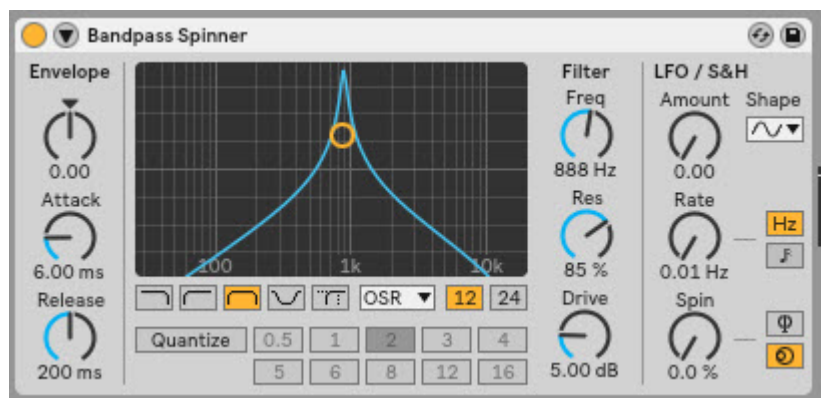 Bandpass Spinner
Envelope
0.00
Attack
6.00 ms
Release
200 ms
100 1k 10k
OSR 12 24
Quantize 0.5 1 2 3 4
5 6 8 12 16
Filter
Freq
888 Hz
Res
85 %
Drive
5.00 dB
LFO / S&H
Amount Shape
0.00
Rate
Hz
0.01 Hz
Spin
0.0 %